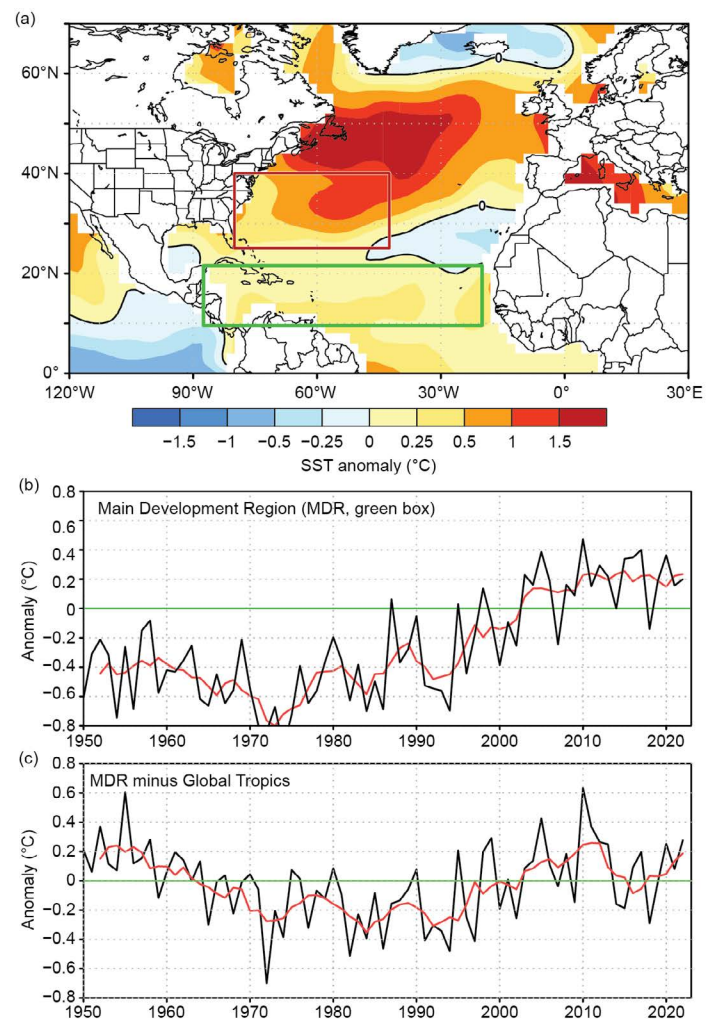 (a)
60°N
0
40°N
0
20°N
0°
120°W 90°W 60°W 30°W 0° 30°E
−1.5 −1 −0.5 −0.25 0 0.25 0.5 1 1.5
SST anomaly (°C)
(b)
0.8
Main Development Region (MDR, green box)
0.4
0.2
0
−0.2
−0.4
−0.6
−0.8
Anomaly (°C)
1950 1960 1970 1980 1990 2000 2010 2020
(c)
0.8
MDR minus Global Tropics
0.6
0.4
0.2
0
−0.2
−0.4
−0.6
−0.8
Anomaly (°C)
1950 1960 1970 1980 1990 2000 2010 2020